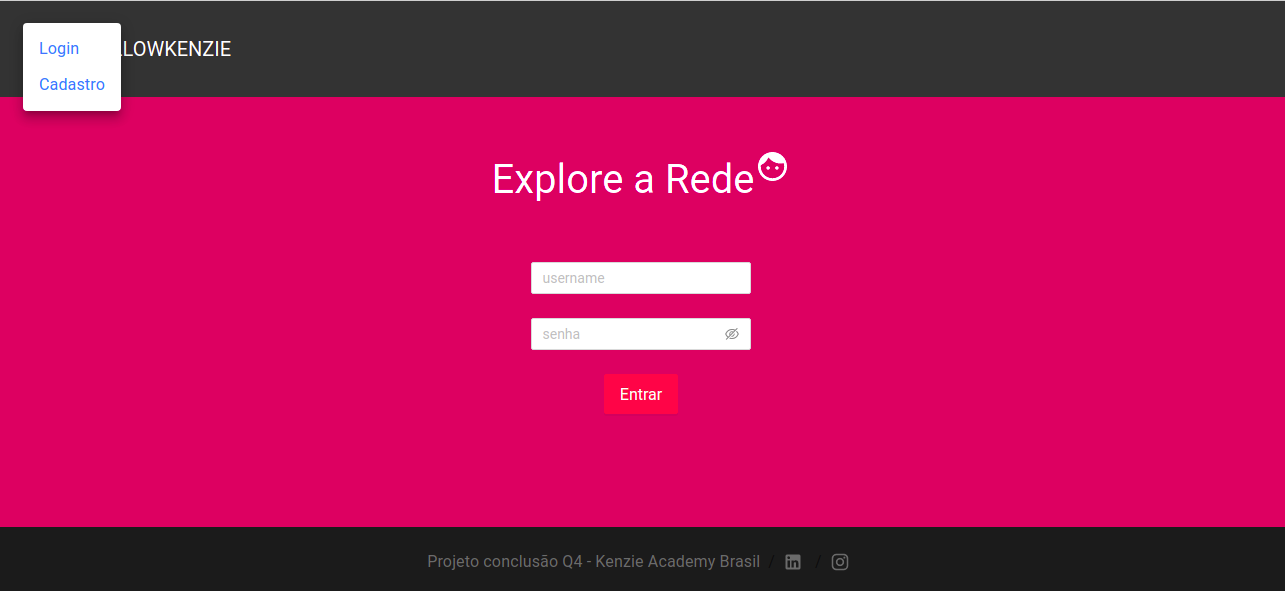 Login
LOWKENZIE
Cadastro
Explore a Rede
username
senha
Entrar
Projeto conclusão Q4 - Kenzie Academy Brasil / /